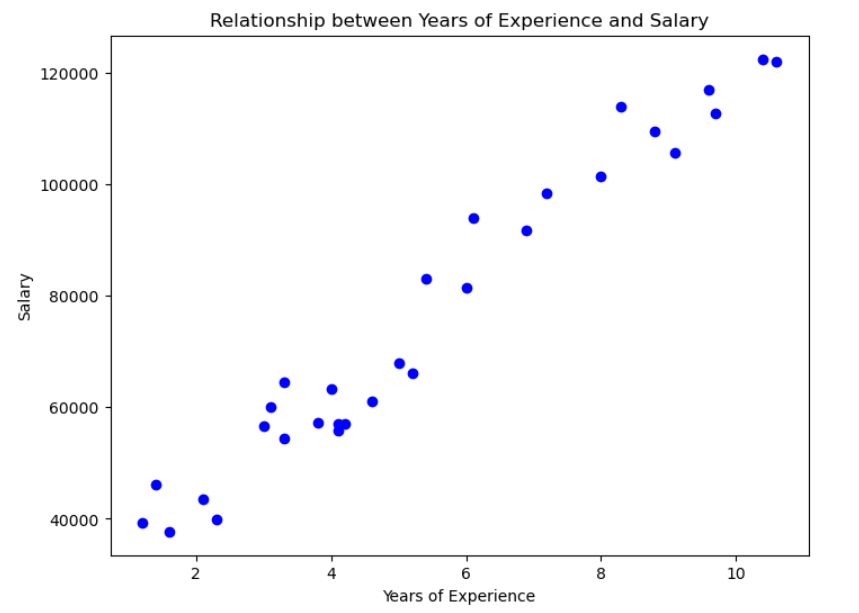 Relationship between Years of Experience and Salary
120000
100000
80000
60000
40000
Salary
2 4 6 8 10
Years of Experience